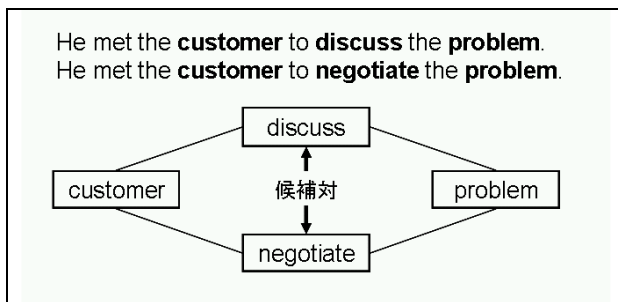 He met the customer to discuss the problem.
He met the customer to negotiate the problem.
discuss
customer
候補対
problem
negotiate